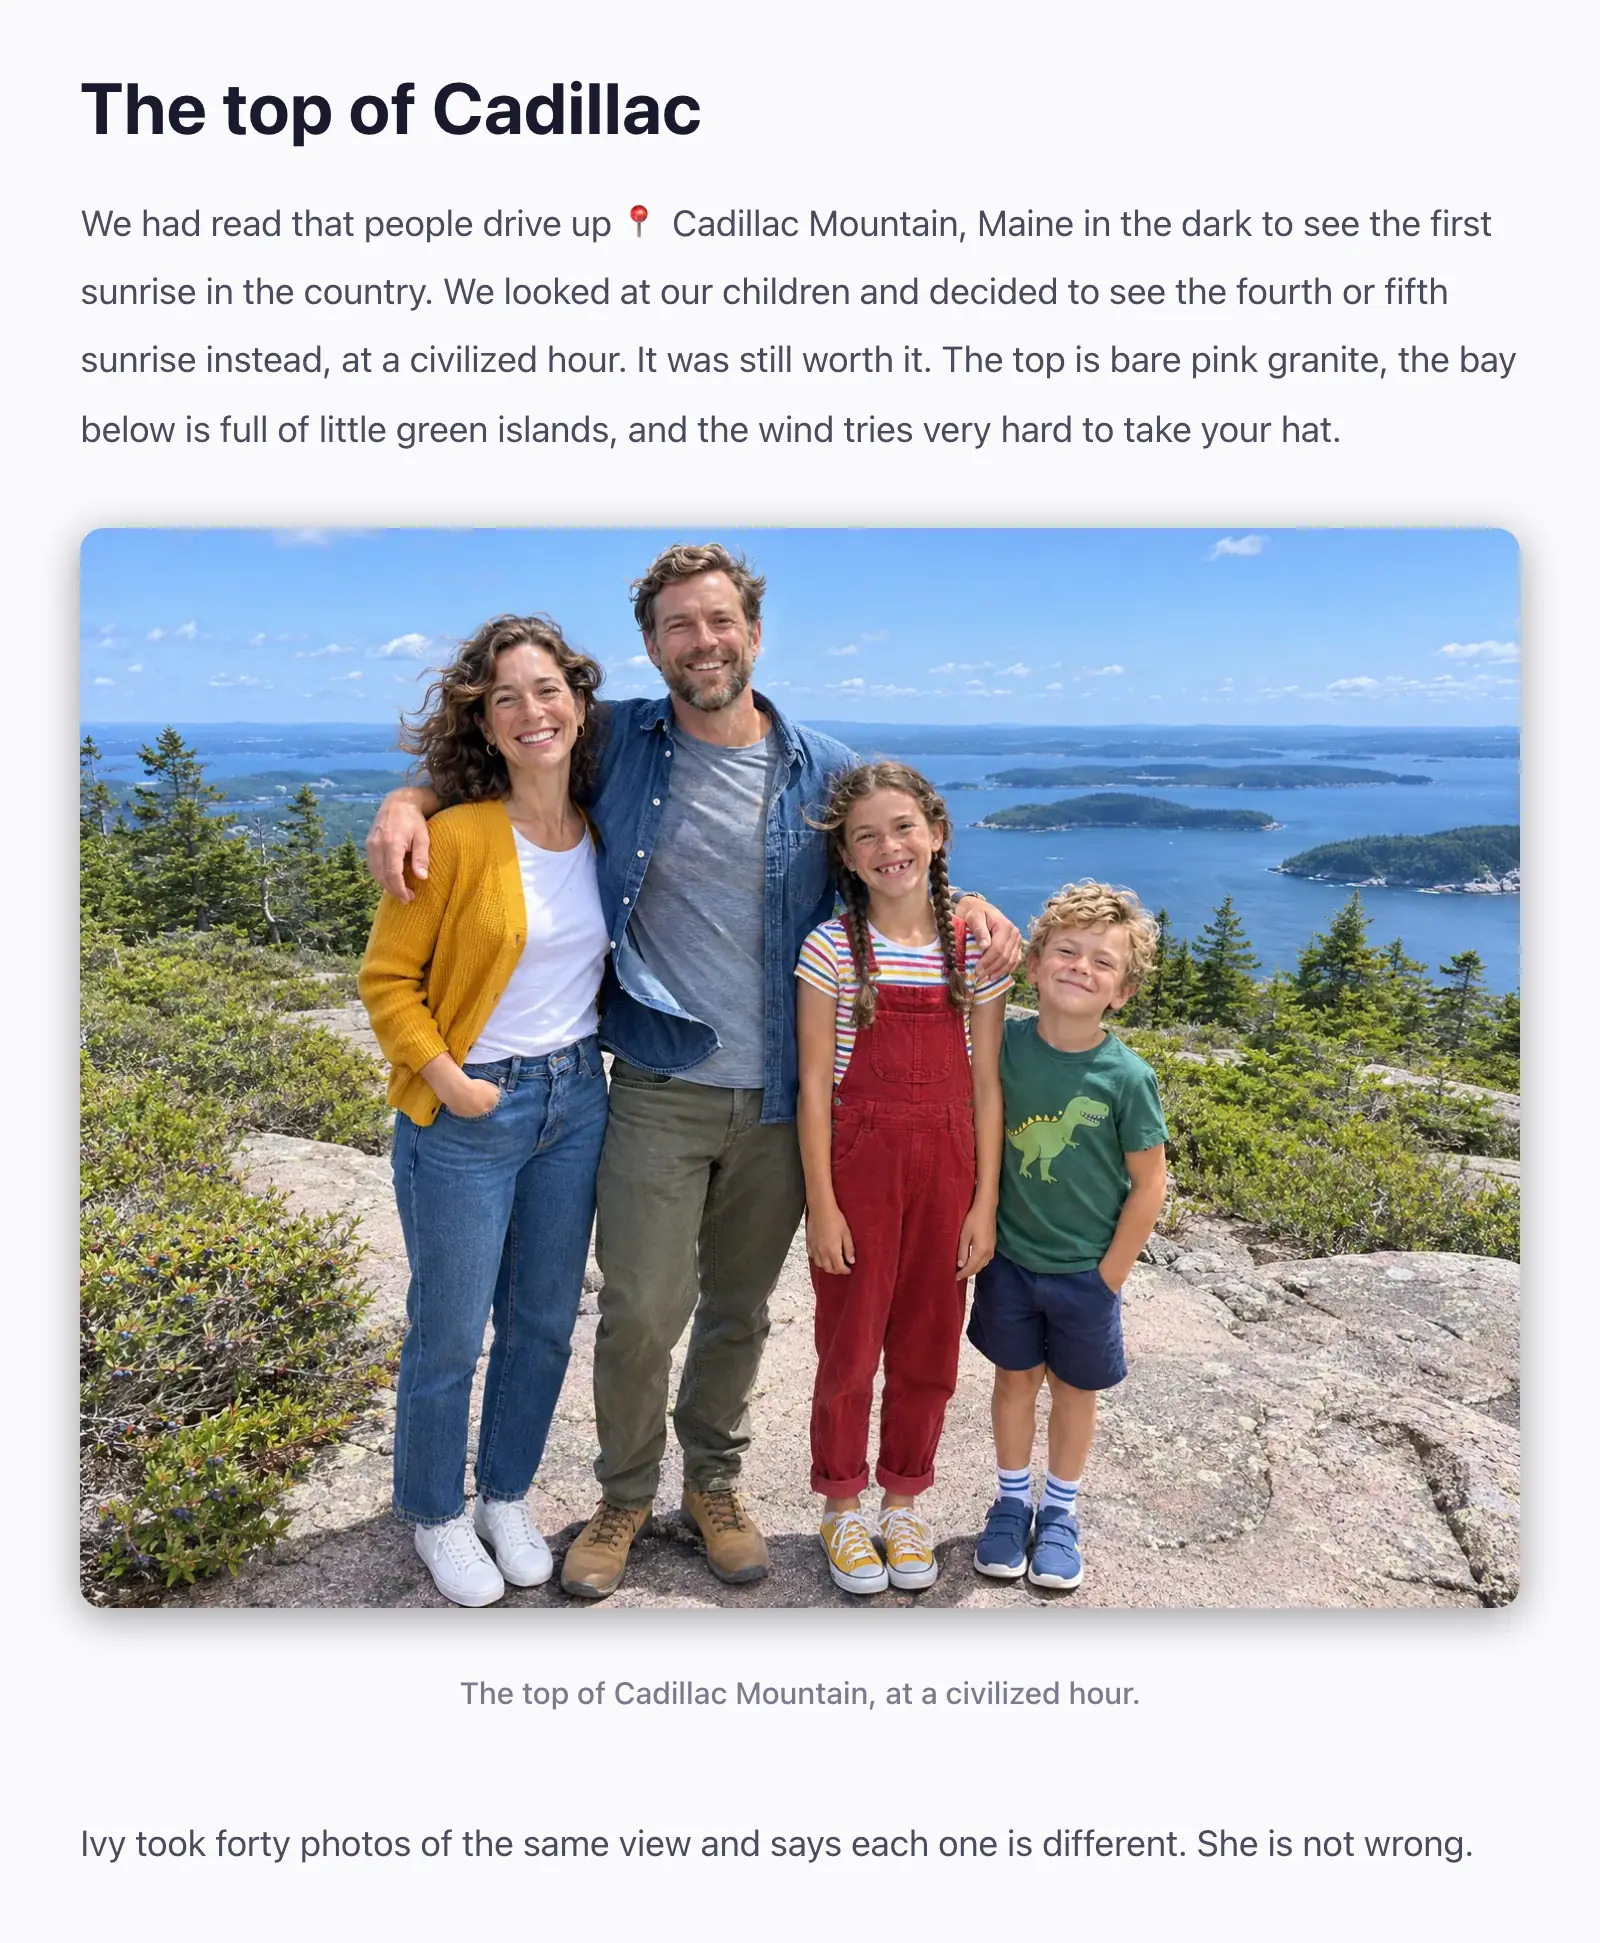 The top of Cadillac
We had read that people drive up 📍 Cadillac Mountain, Maine in the dark to see the first
sunrise in the country. We looked at our children and decided to see the fourth or fifth
sunrise instead, at a civilized hour. It was still worth it. The top is bare pink granite, the bay
below is full of little green islands, and the wind tries very hard to take your hat.
The top of Cadillac Mountain, at a civilized hour.
Ivy took forty photos of the same view and says each one is different. She is not wrong.